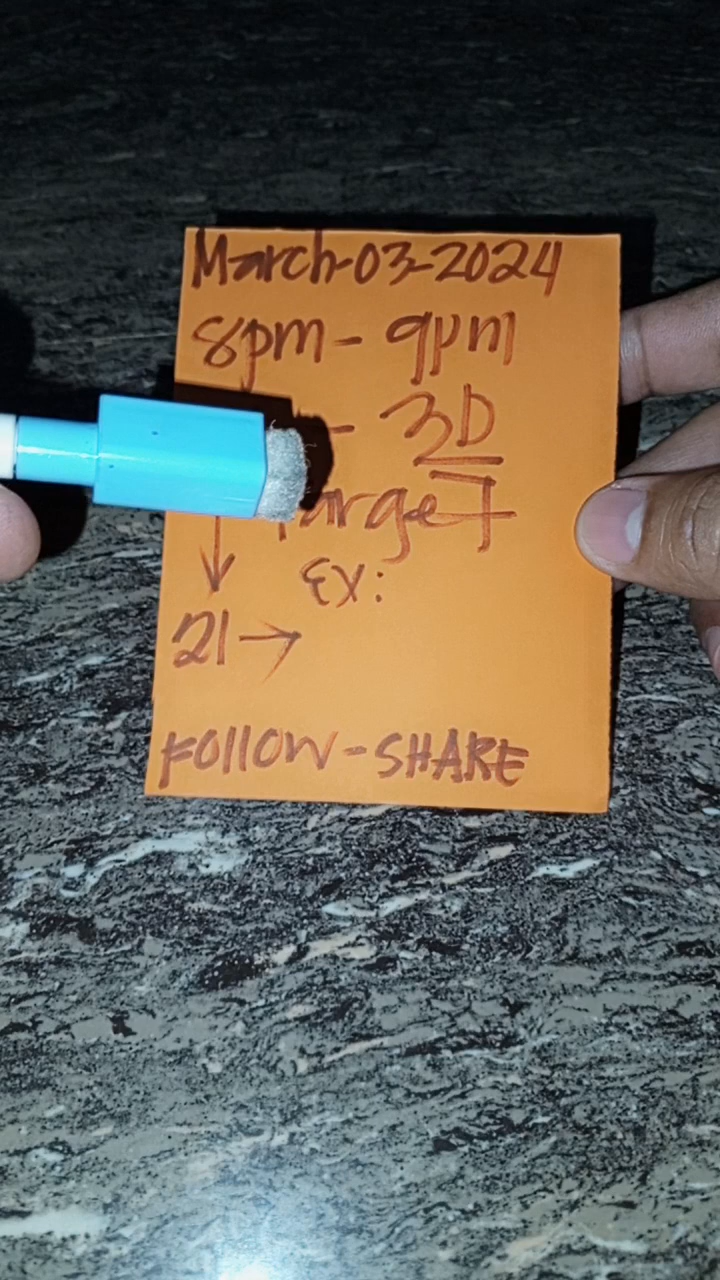 March-03-2024
8pm - 9pm
- 3D
Target
EX:
21 →
FOllOW - SHARE